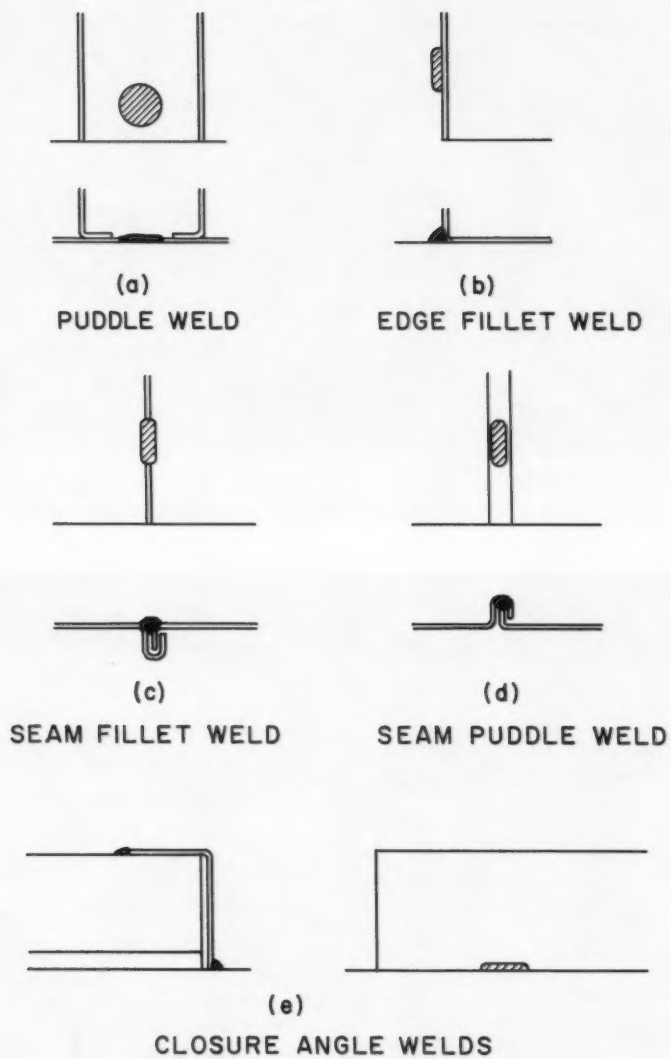 (a)
PUDDLE WELD
(b)
EDGE FILLET WELD
(c)
SEAM FILLET WELD
(d)
SEAM PUDDLE WELD
(e)
CLOSURE ANGLE WELDS